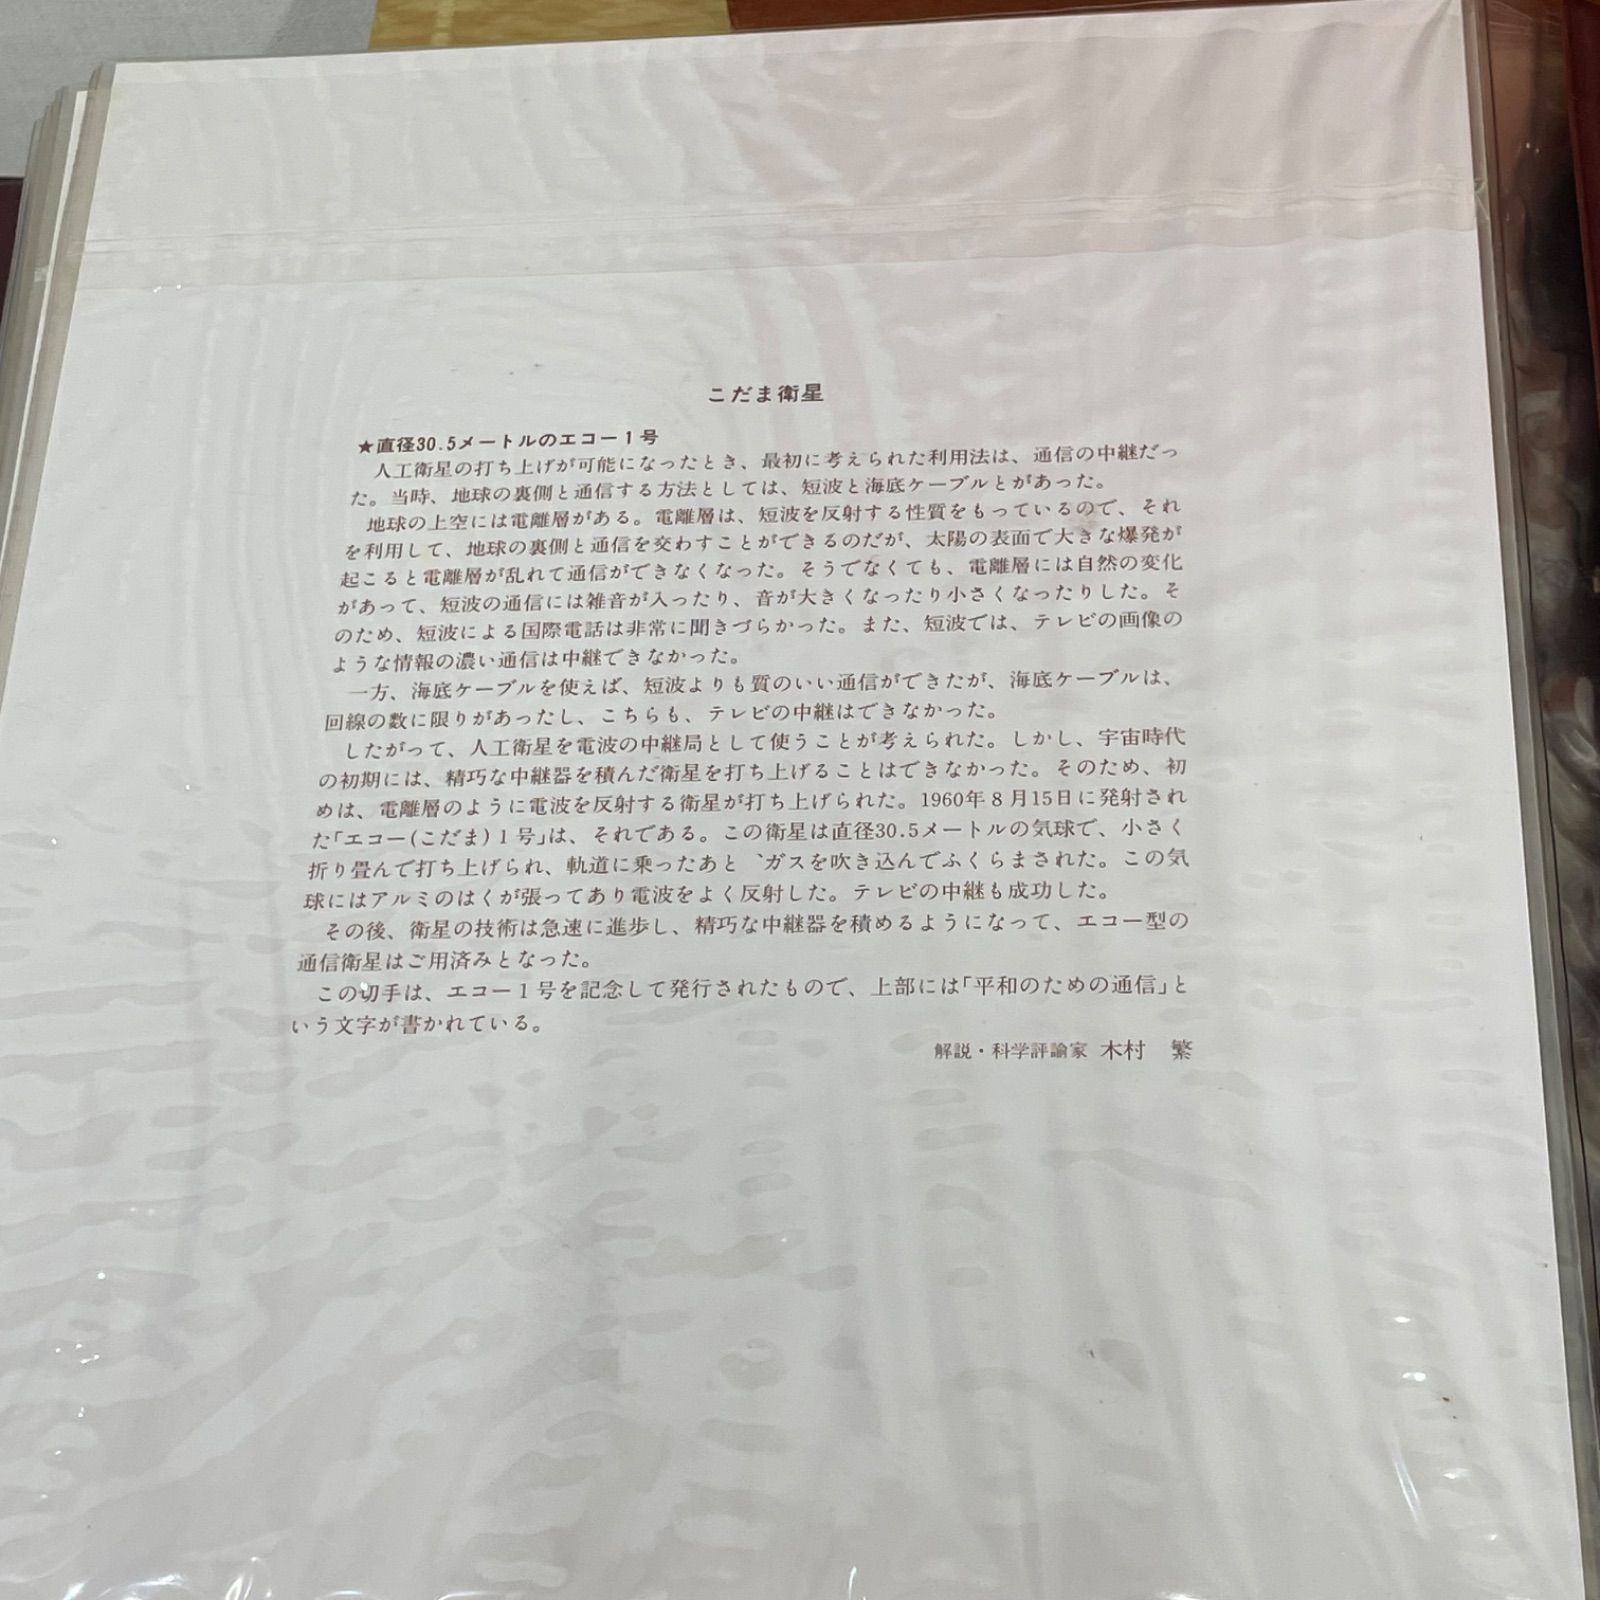 こだま衛星
★直径30.5メートルのエコー１号
人工衛星の打ち上げが可能になったとき、最初に考えられた利用法は、通信の中継だっ
た。当時、地球の裏側と通信する方法としては、短波と海底ケーブルとがあった。
地球の上空には電離層がある。電離層は、短波を反射する性質をもっているので、それ
を利用して、地球の裏側と通信を交わすことができるのだが、太陽の表面で大きな爆発が
起こると電離層が乱れて通信ができなくなった。そうでなくても、電離層には自然の変化
があって、短波の通信には雑音が入ったり、音が大きくなったり小さくなったりした。そ
のため、短波による国際電話は非常に聞きづらかった。また、短波では、テレビの画像の
ような情報の濃い通信は中継できなかった。
一方、海底ケーブルを使えば、短波よりも質のいい通信ができたが、海底ケーブルは、
回線の数に限りがあったし、こちらも、テレビの中継はできなかった。
したがって、人工衛星を電波の中継局として使うことが考えられた。しかし、宇宙時代
の初期には、精巧な中継器を積んだ衛星を打ち上げることはできなかった。そのため、初
めは、電離層のように電波を反射する衛星が打ち上げられた。1960年８月15日に発射され
た「エコー(こだま)１号」は、それである。この衛星は直径30.5メートルの気球で、小さく
折り畳んで打ち上げられ、軌道に乗ったあと、ガスを吹き込んでふくらまされた。この気
球にはアルミのはくが張ってあり電波をよく反射した。テレビの中継も成功した。
その後、衛星の技術は急速に進歩し、精巧な中継器を積めるようになって、エコー型の
通信衛星はご用済みとなった。
この切手は、エコー１号を記念して発行されたもので、上部には「平和のための通信」と
いう文字が書かれている。
解説・科学評論家 木村　繁